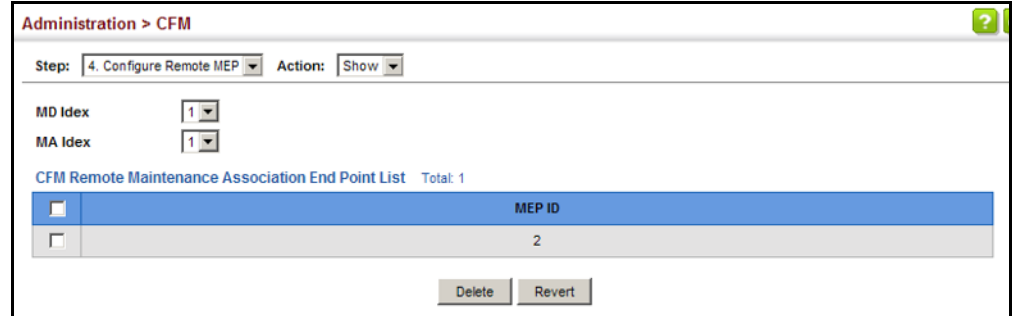 Administration > CFM
?
Step: 4. Configure Remote MEP Action: Show
MD Idex 1
MA Idex 1
CFM Remote Maintenance Association End Point List Total: 1
MEP ID
2
Delete Revert